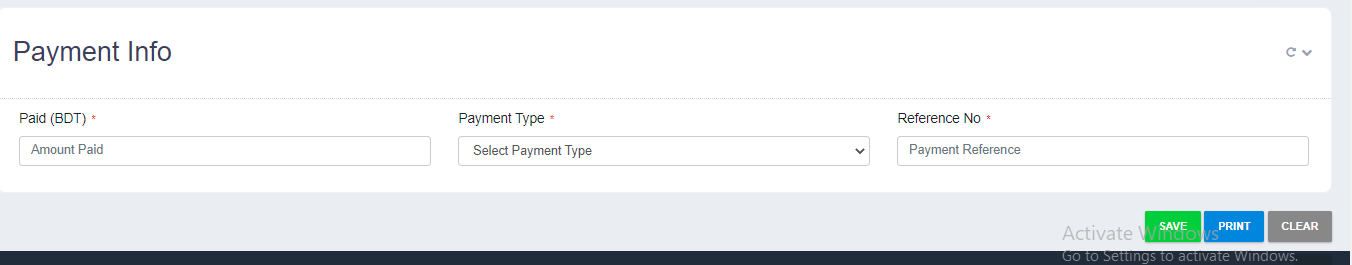 Payment Info
Paid (BDT) * Payment Type * Reference No *
Amount Paid Select Payment Type Payment Reference
SAVE PRINT CLEAR
Activate Windows
Go to Settings to activate Windows.